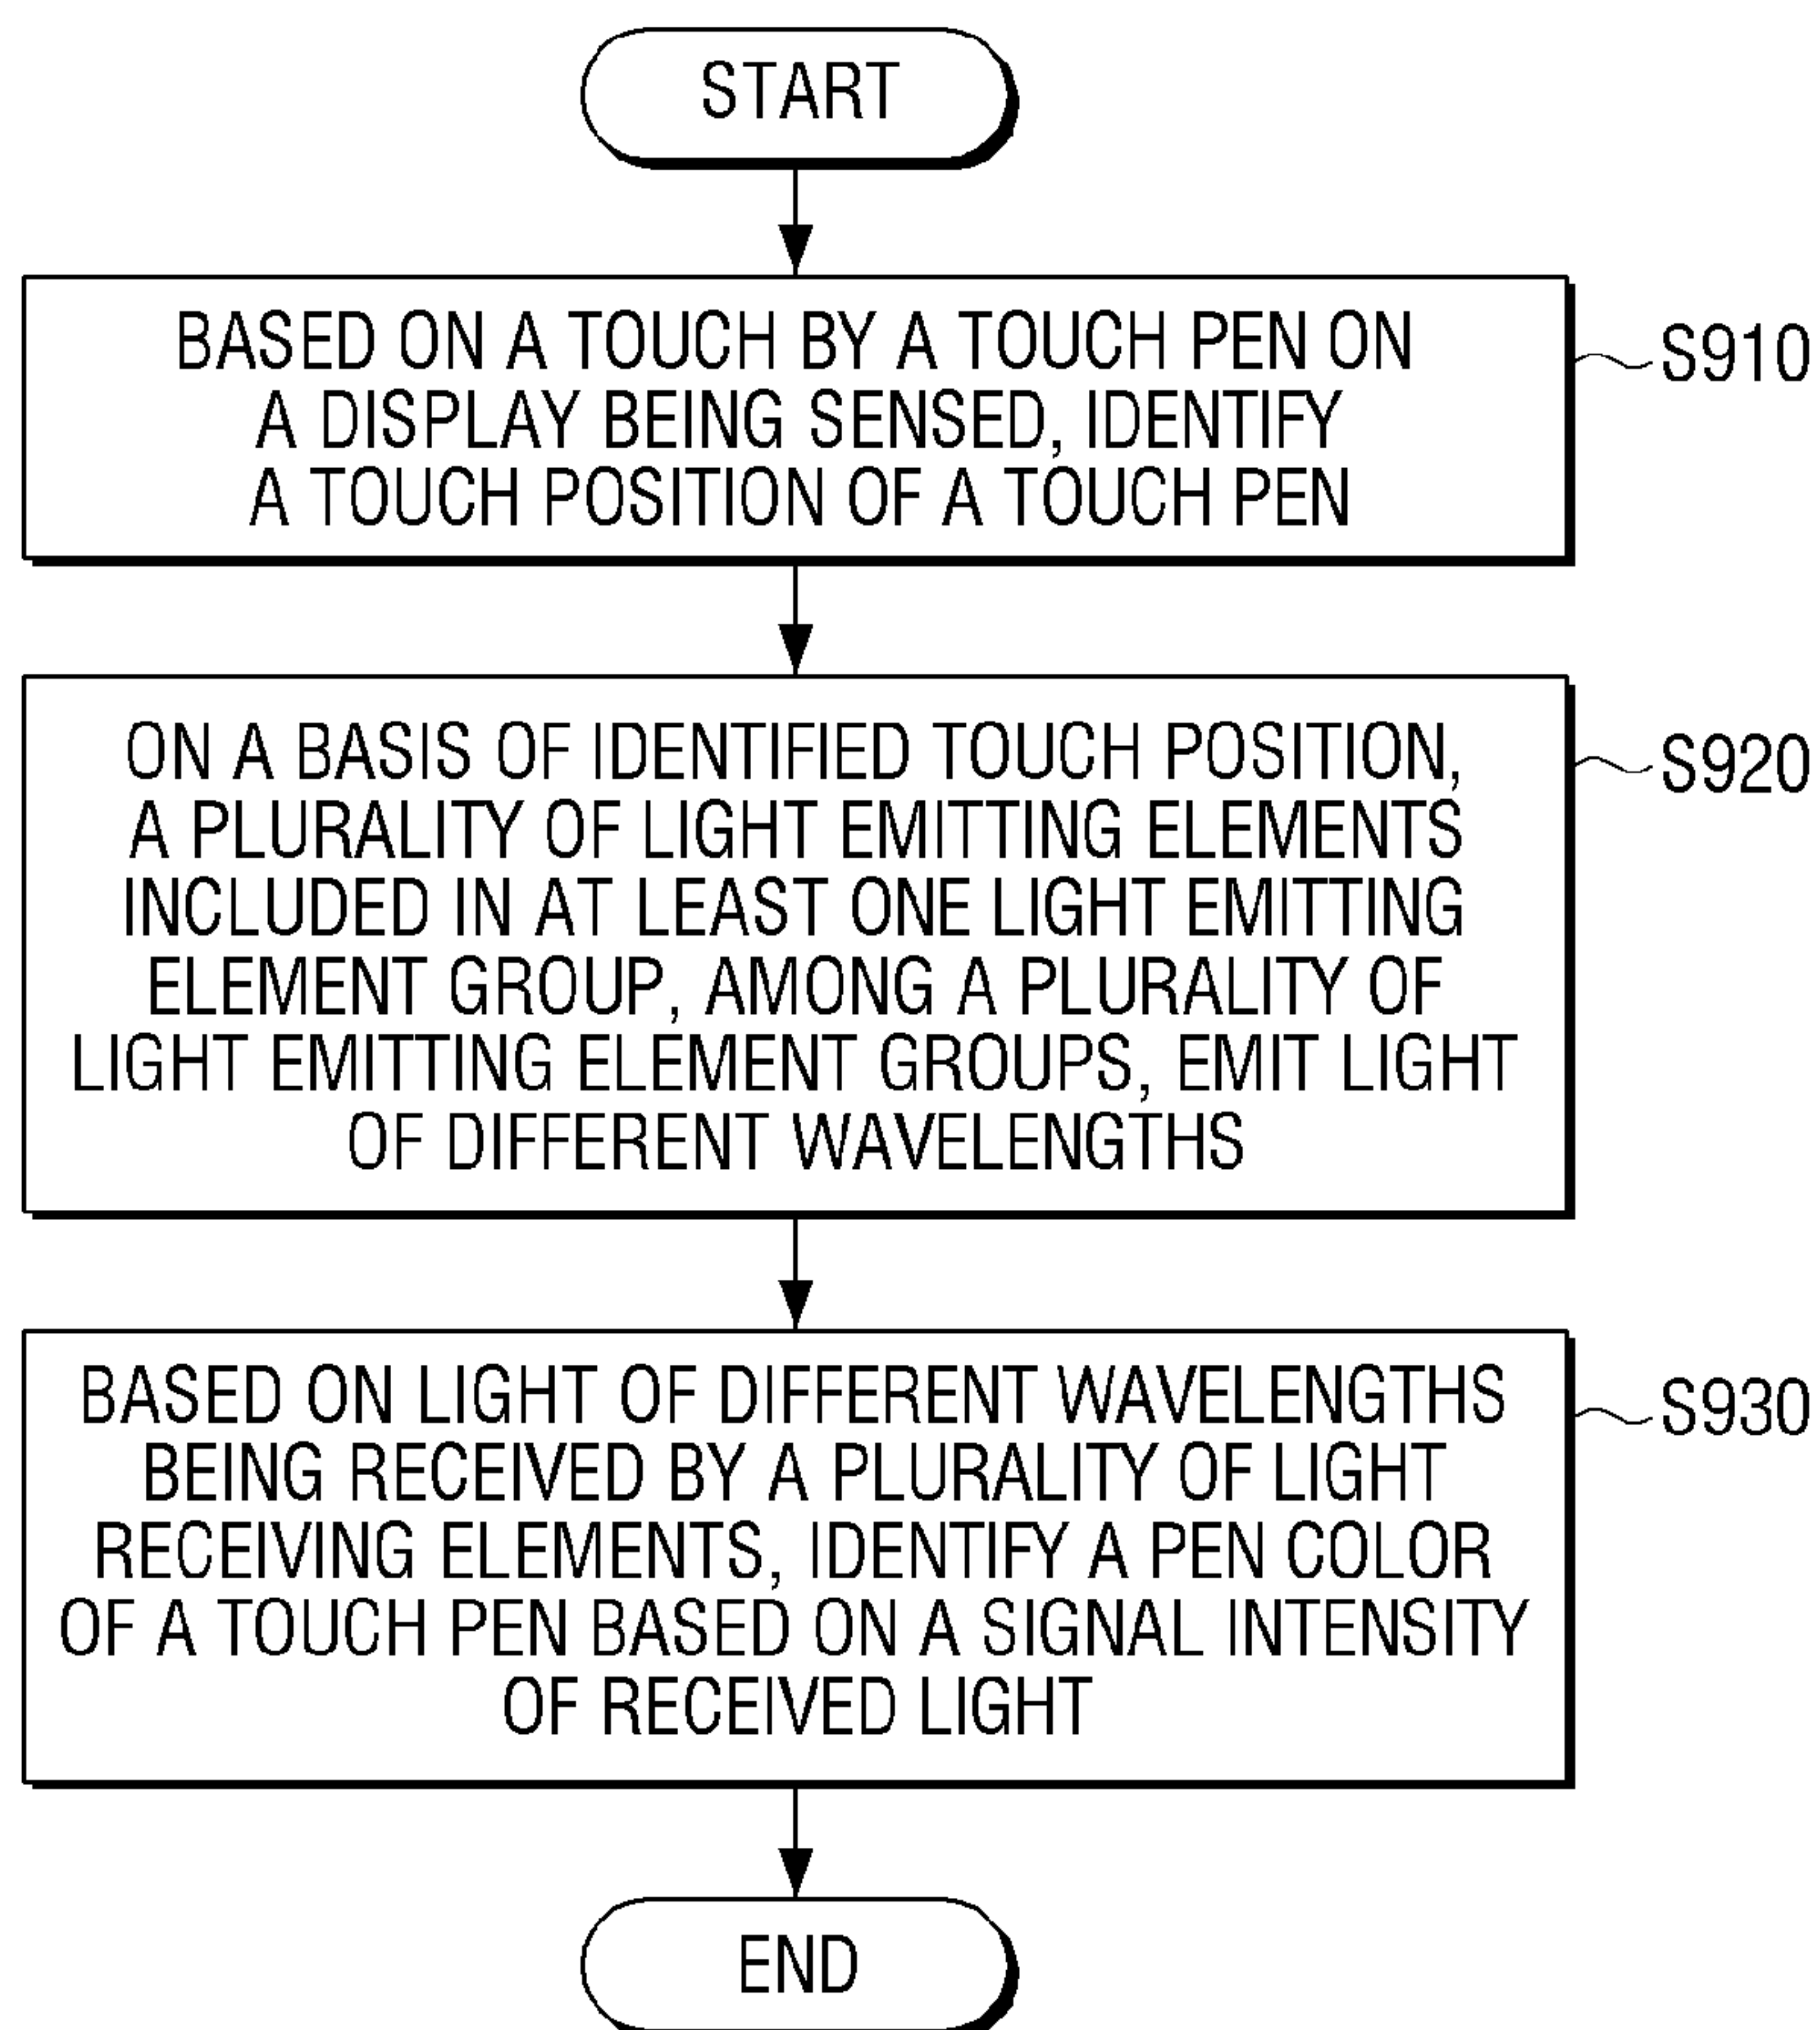 START
BASED ON A TOUCH BY A TOUCH PEN ON
A DISPLAY BEING SENSED, IDENTIFY
A TOUCH POSITION OF A TOUCH PEN
S910
ON A BASIS OF IDENTIFIED TOUCH POSITION,
A PLURALITY OF LIGHT EMITTING ELEMENTS
INCLUDED IN AT LEAST ONE LIGHT EMITTING
ELEMENT GROUP, AMONG A PLURALITY OF
LIGHT EMITTING ELEMENT GROUPS, EMIT LIGHT
OF DIFFERENT WAVELENGTHS
S920
BASED ON LIGHT OF DIFFERENT WAVELENGTHS
BEING RECEIVED BY A PLURALITY OF LIGHT
RECEIVING ELEMENTS, IDENTIFY A PEN COLOR
OF A TOUCH PEN BASED ON A SIGNAL INTENSITY
OF RECEIVED LIGHT
S930
END